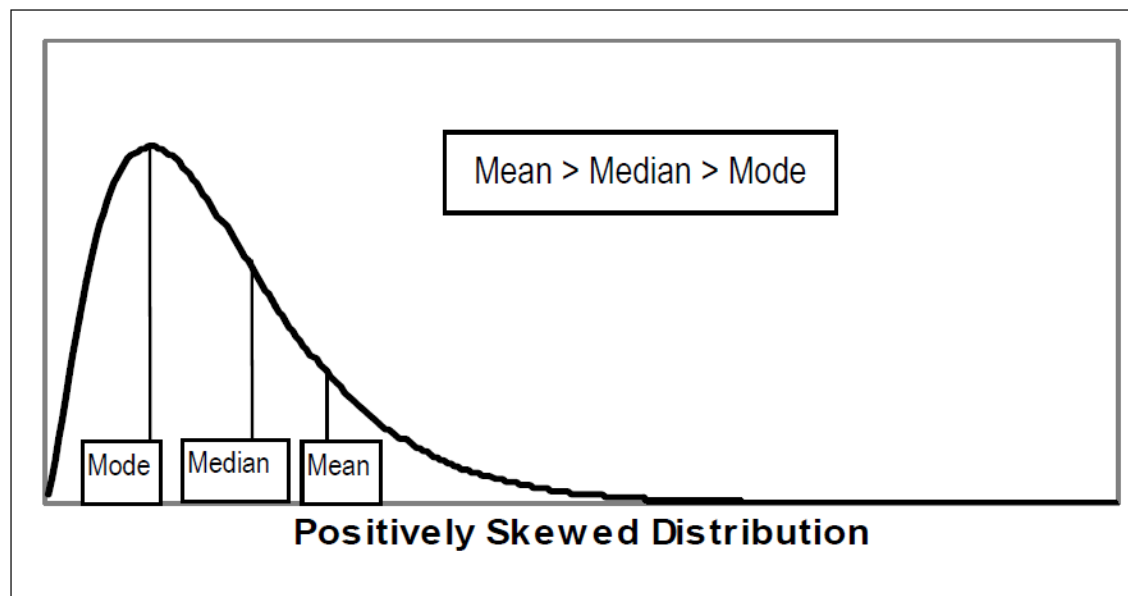 Mean > Median > Mode
Mode
Median
Mean
Positively Skewed Distribution